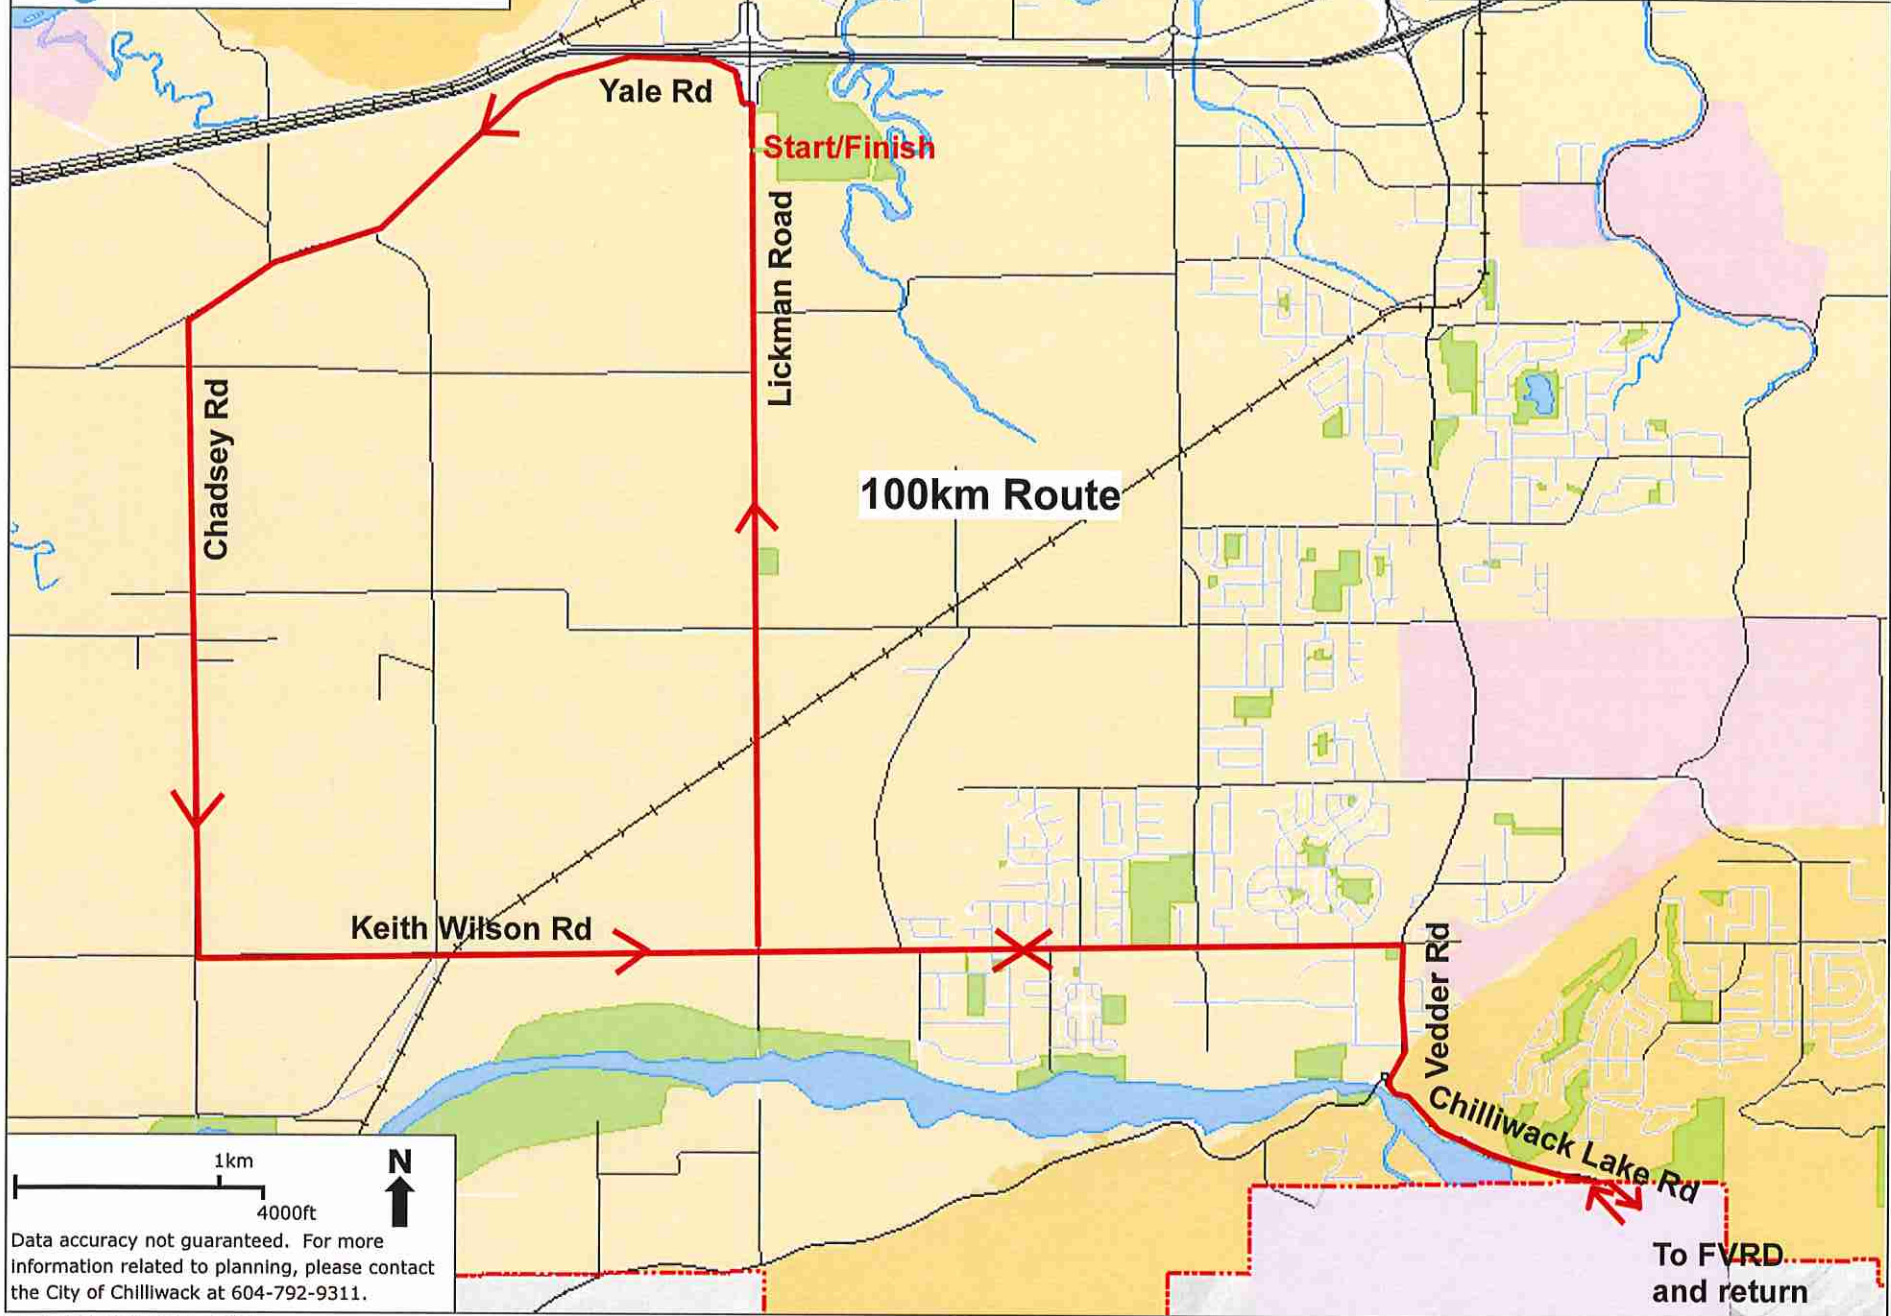 Yale Rd
Start/Finish
Lickman Road
Chadsey Rd
100km Route
Keith Wilson Rd
Vedder Rd
Chilliwack Lake Rd
1km
N
4000ft
Data accuracy not guaranteed. For more
information related to planning, please contact
the City of Chilliwack at 604-792-9311.
To FVRD
and return